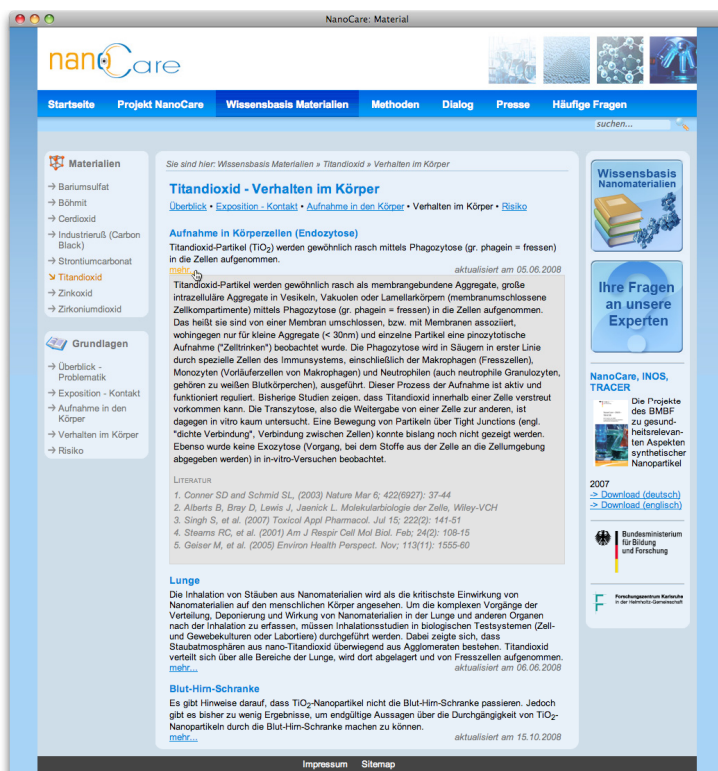 NanoCare: Material
nanoCare
Startseite Projekt NanoCare Wissensbasis Materialien Methoden Dialog Presse Häufige Fragen
suchen...
Materialien
→ Bariumsulfat
→ Böhmit
→ Cerdioxid
→ Industrieruß (Carbon
Black)
→ Strontiumcarbonat
Titandioxid
→ Zinkoxid
→ Zirkoniumdioxid
Grundlagen
→ Überblick -
Problematik
→ Exposition - Kontakt
→ Aufnahme in den
Körper
→ Verhalten im Körper
→ Risiko
Sie sind hier: Wissensbasis Materialien » Titandioxid » Verhalten im Körper
Titandioxid - Verhalten im Körper
Überblick • Exposition - Kontakt • Aufnahme in den Körper • Verhalten im Körper • Risiko
Aufnahme in Körperzellen (Endozytose)
Titandioxid-Partikel (TiO2) werden gewöhnlich rasch mittels Phagozytose (gr. phagein = fressen)
in die Zellen aufgenommen.
mehr... aktualisiert am 05.06.2008
Titandioxid-Partikel werden gewöhnlich rasch als membrangebundene Aggregate, große
intrazelluläre Aggregate in Vesikeln, Vakuolen oder Lamellarkörpern (membranumschlossene
Zellkompartimente) mittels Phagozytose (gr. phagein = fressen) in die Zellen aufgenommen.
Das heißt sie sind von einer Membran umschlossen, bzw. mit Membranen assoziiert,
wohingegen nur für kleine Aggregate (< 30nm) und einzelne Partikel eine pinozytotische
Aufnahme ("Zelltrinken") beobachtet wurde. Die Phagozytose wird in Säugern in erster Linie
durch spezielle Zellen des Immunsystems, einschließlich der Makrophagen (Fresszellen),
Monozyten (Vorläuferzellen von Makrophagen) und Neutrophilen (auch neutrophile Granulozyten,
gehören zu weißen Blutkörperchen), ausgeführt. Dieser Prozess der Aufnahme ist aktiv und
funktioniert reguliert. Bisherige Studien zeigen, dass Titandioxid innerhalb einer Zelle verstreut
vorkommen kann. Die Transzytose, also die Weitergabe von einer Zelle zur anderen, ist
dagegen in vitro kaum untersucht. Eine Bewegung von Partikeln über Tight Junctions (engl.
"dichte Verbindung", Verbindung zwischen Zellen) konnte bislang noch nicht gezeigt werden.
Ebenso wurde keine Exozytose (Vorgang, bei dem Stoffe aus der Zelle an die Zellumgebung
abgegeben werden) in in-vitro-Versuchen beobachtet.
LITERATUR
1. Conner SD and Schmid SL, (2003) Nature Mar 6; 422(6927): 37-44
2. Alberts B, Bray D, Lewis J, Jaenick L. Molekularbiologie der Zelle, Wiley-VCH
3. Singh S, et al. (2007) Toxicol Appl Pharmacol. Jul 15; 222(2): 141-51
4. Stearns RC, et al. (2001) Am J Respir Cell Mol Biol. Feb; 24(2): 108-15
5. Geiser M, et al. (2005) Environ Health Perspect. Nov; 113(11): 1555-60
Lunge
Die Inhalation von Stäuben aus Nanomaterialien wird als die kritischste Einwirkung von
Nanomaterialien auf den menschlichen Körper angesehen. Um die komplexen Vorgänge der
Verteilung, Deponierung und Wirkung von Nanomaterialien in der Lunge und anderen Organen
nach der Inhalation zu erfassen, müssen Inhalationsstudien in biologischen Testsystemen (Zell-
und Gewebekulturen oder Labortiere) durchgeführt werden. Dabei zeigte sich, dass
Staubatmosphären aus nano-Titandioxid überwiegend aus Agglomeraten bestehen. Titandioxid
verteilt sich über alle Bereiche der Lunge, wird dort abgelagert und von Fresszellen aufgenommen.
mehr... aktualisiert am 06.06.2008
Blut-Hirn-Schranke
Es gibt Hinweise darauf, dass TiO2-Nanopartikel nicht die Blut-Hirn-Schranke passieren. Jedoch
gibt es bisher zu wenig Ergebnisse, um endgültige Aussagen über die Durchgängigkeit von TiO2-
Nanopartikeln durch die Blut-Hirn-Schranke machen zu können.
mehr... aktualisiert am 15.10.2008
Wissensbasis
Nanomaterialien
Ihre Fragen
an unsere
Experten
NanoCare, INOS,
TRACER
Die Projekte
des BMBF
zu gesund-
heitsrelevan-
ten Aspekten
synthetischer
Nanopartikel
2007
-> Download (deutsch)
-> Download (englisch)
Bundesministerium
für Bildung
und Forschung
Forschungszentrum Karlsruhe
in der Helmholtz-Gemeinschaft
Impressum Sitemap